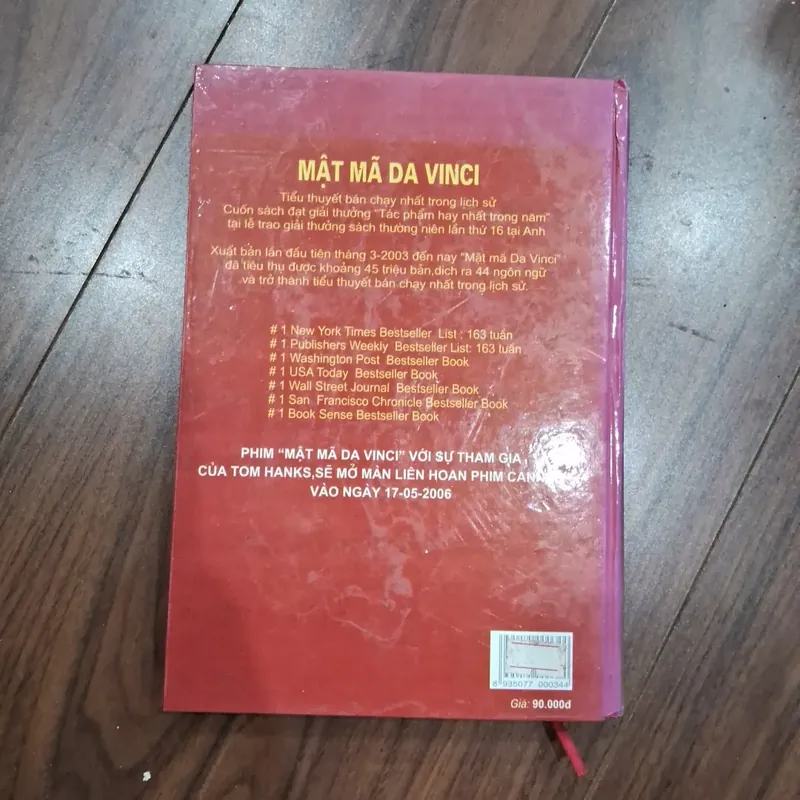 MẬT MÃ DA VINCI
Tiểu thuyết bán chạy nhất trong lịch sử
Cuốn sách đạt giải thưởng "Tác phẩm hay nhất trong năm"
tại lễ trao giải thưởng sách thường niên lần thứ 16 tại Anh
Xuất bản lần đầu tiên tháng 3-2003 đến nay "Mật mã Da Vinci"
đã tiêu thụ được khoảng 45 triệu bản,dịch ra 44 ngôn ngữ
và trở thành tiểu thuyết bán chạy nhất trong lịch sử.
# 1 New York Times Bestseller List : 163 tuần
# 1 Publishers Weekly Bestseller List: 163 tuần
# 1 Washington Post Bestseller Book
# 1 USA Today Bestseller Book
# 1 Wall Street Journal Bestseller Book
# 1 San Francisco Chronicle Bestseller Book
# 1 Book Sense Bestseller Book
PHIM "MẬT MÃ DA VINCI" VỚI SỰ THAM GIA
CỦA TOM HANKS,SẼ MỞ MÀN LIÊN HOAN PHIM
VÀO NGÀY 17-05-2006
8 935077 000344
Giá: 90.000đ